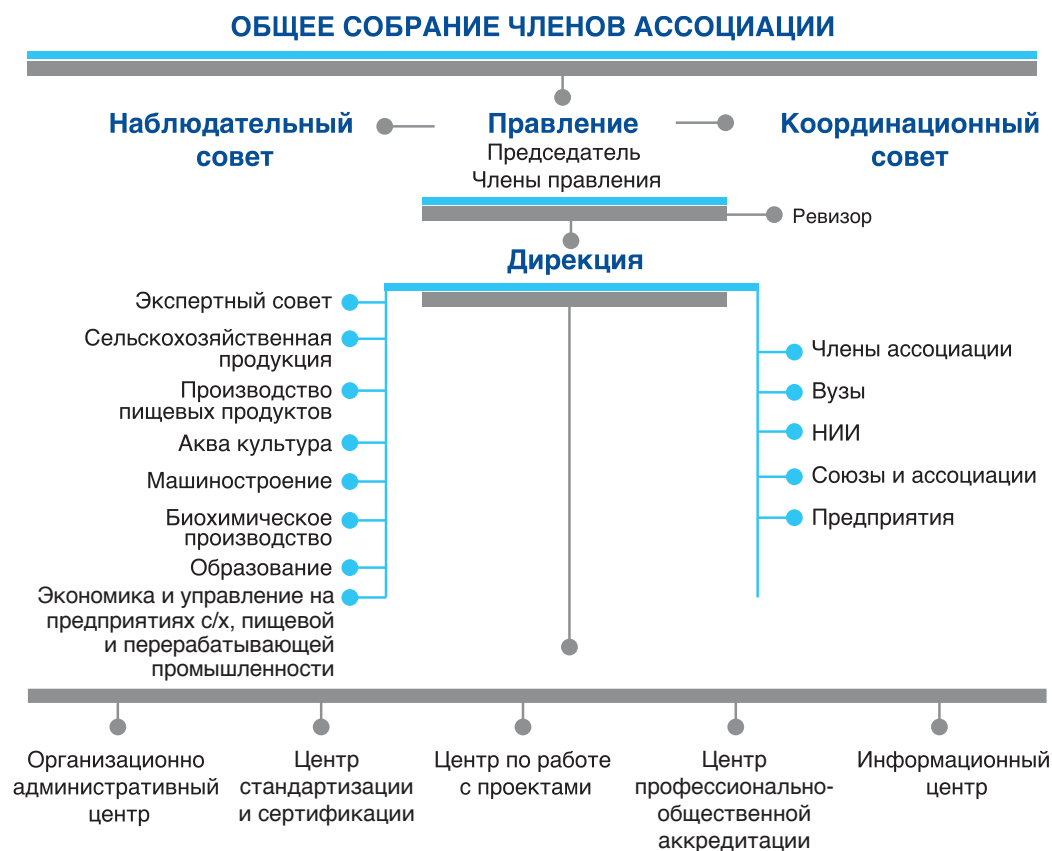 ОБЩЕЕ СОБРАНИЕ ЧЛЕНОВ АССОЦИАЦИИ
Наблюдательный
совет
Правление
Председатель
Члены правления
Координационный
совет
Ревизор
Дирекция
Экспертный совет
Сельскохозяйственная
продукция
Производство
пищевых продуктов
Аква культура
Машиностроение
Биохимическое
производство
Образование
Экономика и управление на
предприятиях с/х, пищевой
и перерабатывающей
промышленности
Члены ассоциации
Вузы
НИИ
Союзы и ассоциации
Предприятия
Организационно
административный
центр
Центр
стандартизации
и сертификации
Центр по работе
с проектами
Центр
профессионально-
общественной
аккредитации
Информационный
центр